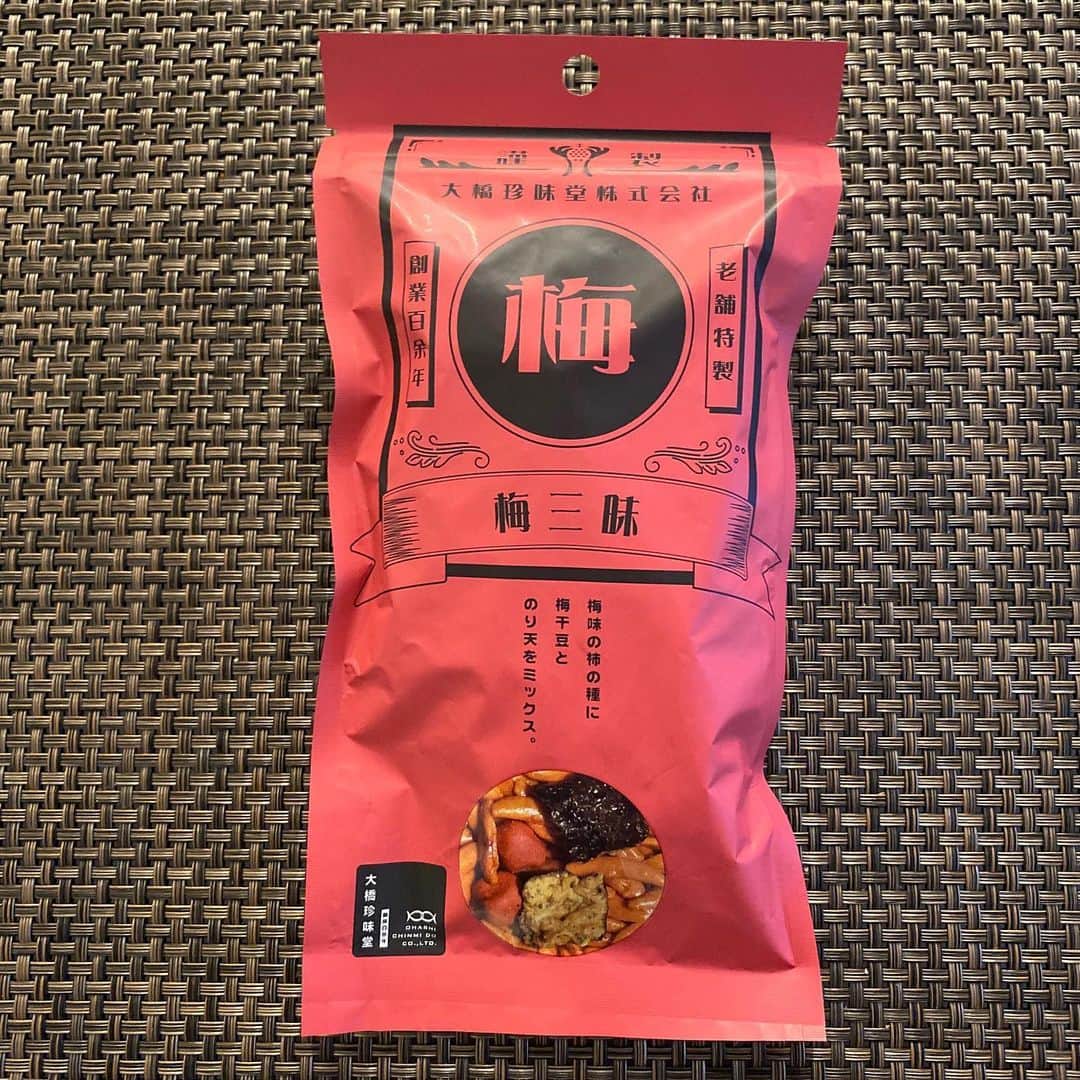 謹製
大橋珍味堂株式会社
創業百余年
老舗特製
梅
梅三昧
梅味の柿の種に
梅干豆と
のり天をミックス。
大橋珍味堂
OHASHI
CHINMI DO
CO.,LTD.